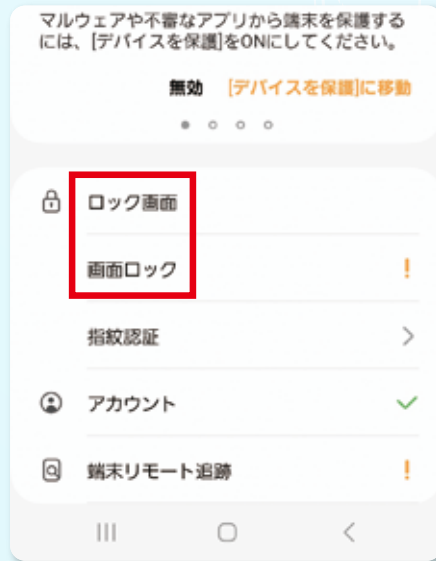 マルウェアや不審なアプリから端末を保護する
には、[デバイスを保護]をONにしてください。
無効 [デバイスを保護]に移動
ロック画面
画面ロック
指紋認証
アカウント
端末リモート追跡